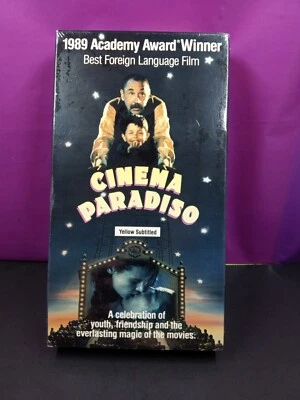 1989 Academy Award® Winner
Best Foreign Language Film
CINEMA
PARADISO
Yellow Subtitled
A celebration of
youth, friendship and the
everlasting magic of the movies.